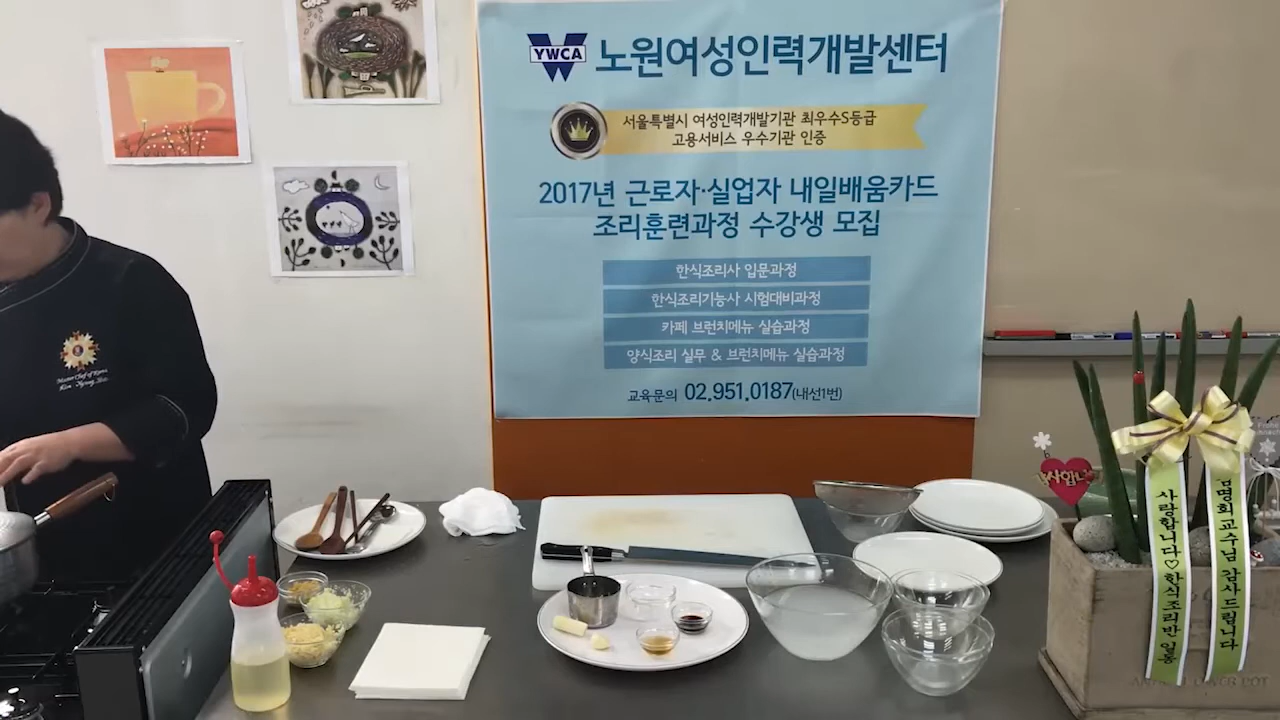 YWCA 노원여성인력개발센터
서울특별시 여성인력개발기관 최우수S등급
고용서비스 우수기관 인증
2017년 근로자·실업자 내일배움카드
조리훈련과정 수강생 모집
한식조리사 입문과정
한식조리기능사 시험대비과정
카페 브런치메뉴 실습과정
양식조리 실무 & 브런치메뉴 실습과정
교육문의 02.951.0187(내선1번)
Master Chef of Korea
사랑합니다♡한식조리반 일동
명회교수님 감사드립니다